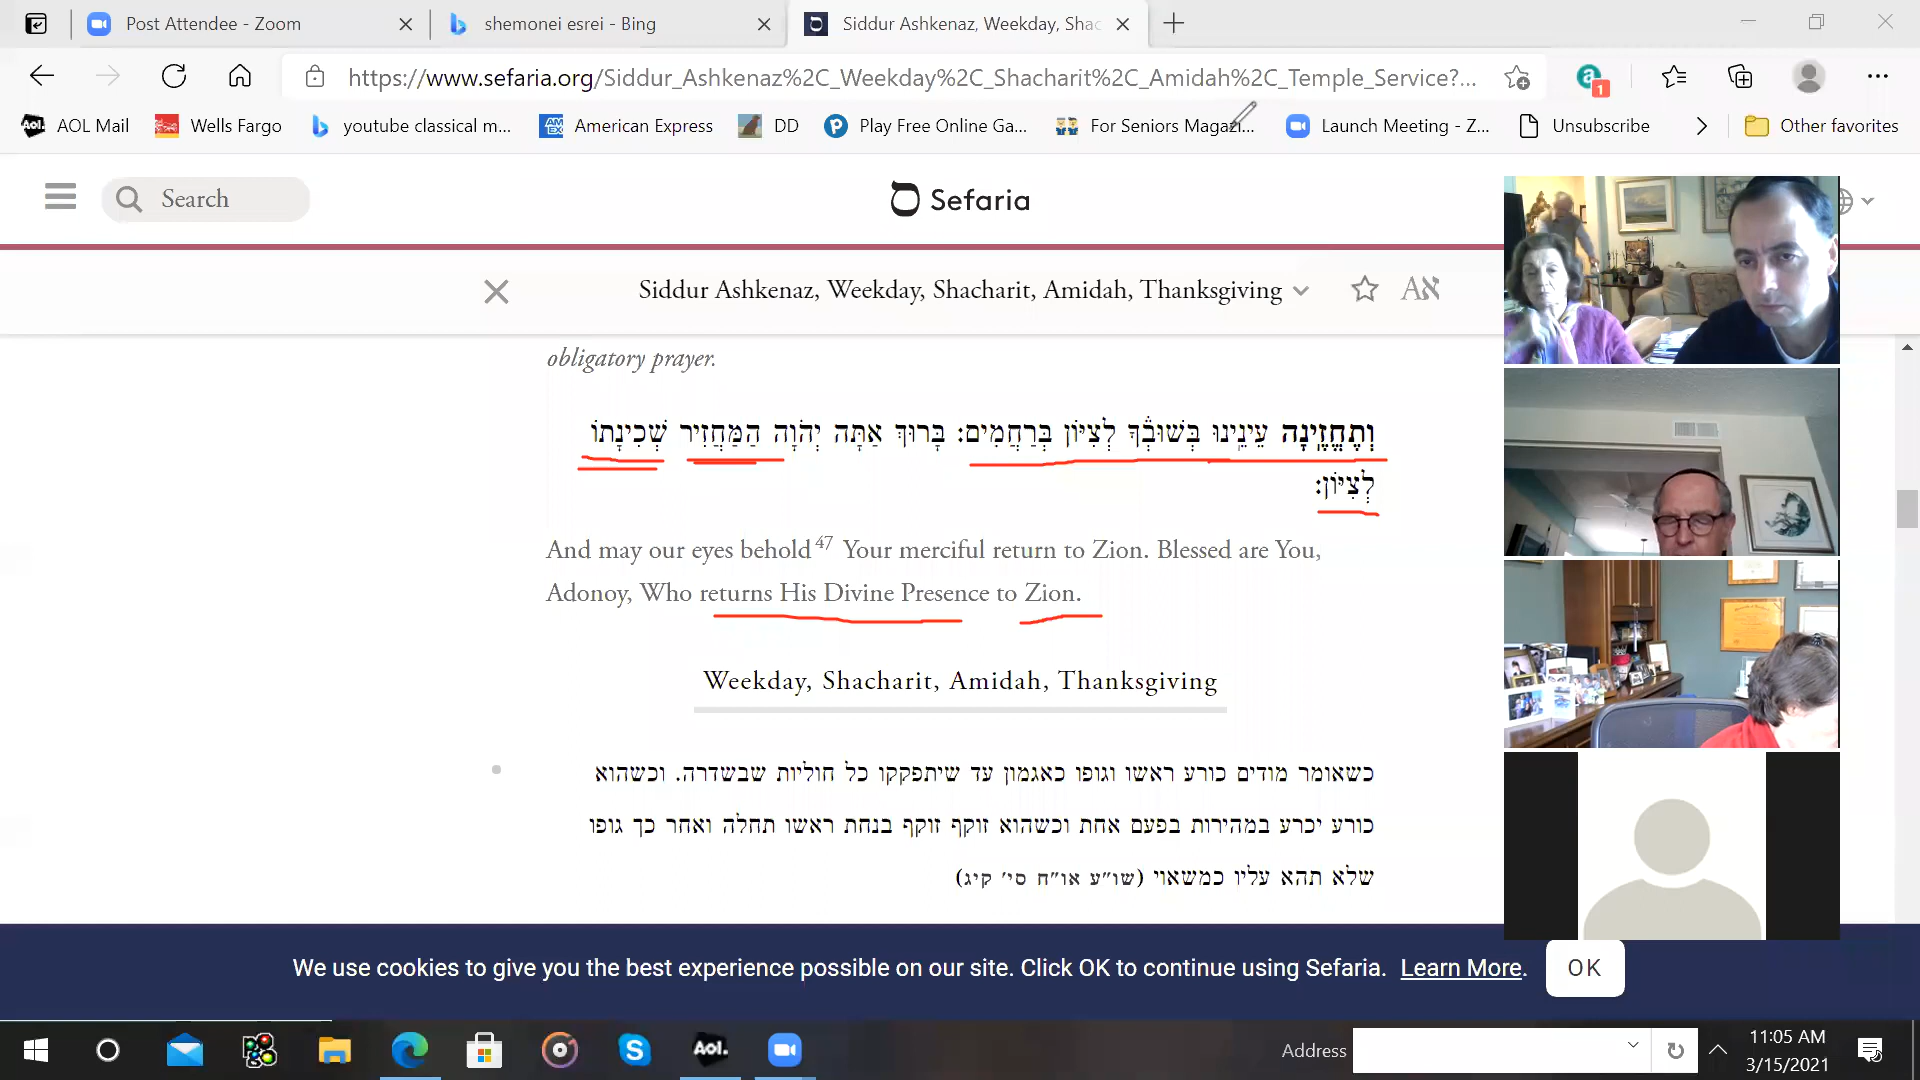 Post Attendee - Zoom
shemonei esrei - Bing
Siddur Ashkenaz, Weekday, Shac
https://www.sefaria.org/Siddur_Ashkenaz%2C_Weekday%2C_Shacharit%2C_Amidah%2C_Temple_Service?...
1
Aol. AOL Mail
Wells Fargo
youtube classical m...
AM EX American Express
DD
Play Free Online Ga...
For Seniors Magazi...
Launch Meeting - Z...
Unsubscribe
Other favorites
Search
Sefaria
Siddur Ashkenaz, Weekday, Shacharit, Amidah, Thanksgiving
obligatory prayer.
וְתֶחֱזֶֽינָה עֵינֵֽינוּ בְּשׁוּבְ֒ךָ לְצִיּוֹן בְּרַחֲמִים: בָּרוּךְ אַתָּה יְהֹוָה הַמַּחֲזִיר שְׁכִינָתוֹ
לְצִיּוֹן:
And may our eyes behold47 Your merciful return to Zion. Blessed are You,
Adonoy, Who returns His Divine Presence to Zion.
Weekday, Shacharit, Amidah, Thanksgiving
כשאומר מודים כורע ראשו וגופו כאגמון עד שיתפקקו כל חוליות שבשדרה. וכשהוא
כורע יכרע במהירות בפעם אחת וכשהוא זוקף זוקף בנחת ראשו תחלה ואחר כך גופו
שלא תהא עליו כמשאוי (שו״ע או״ח סי׳ קיג)
We use cookies to give you the best experience possible on our site. Click OK to continue using Sefaria. Learn More.
OK
Aol.
Address
11:05 AM
3/15/2021